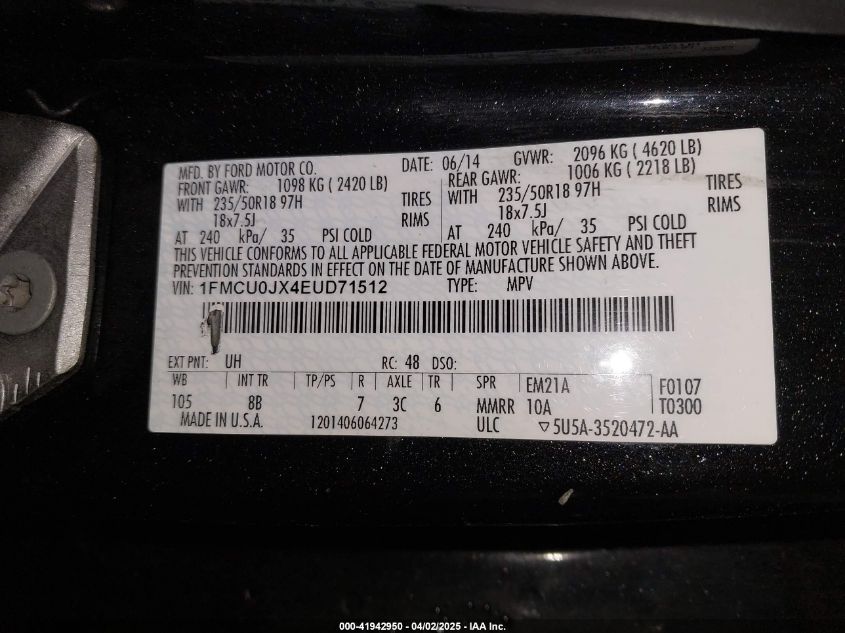 MFD. BY FORD MOTOR CO. DATE: 06/14 GVWR: 2096 KG ( 4620 LB)
FRONT GAWR: 1098 KG ( 2420 LB) REAR GAWR: 1006 KG ( 2218 LB)
WITH 235/50R18 97H TIRES WITH 235/50R18 97H TIRES
18x7.5J RIMS 18x7.5J RIMS
AT 240 kPa/ 35 PSI COLD AT 240 kPa/ 35 PSI COLD
THIS VEHICLE CONFORMS TO ALL APPLICABLE FEDERAL MOTOR VEHICLE SAFETY AND THEFT
PREVENTION STANDARDS IN EFFECT ON THE DATE OF MANUFACTURE SHOWN ABOVE.
VIN: 1FMCU0JX4EUD71512 TYPE: MPV
EXT PNT: UH RC: 48 DSO:
WB INT TR TP/PS R AXLE TR SPR EM21A F0107
105 8B 7 3C 6 MMRR 10A T0300
MADE IN U.S.A. 1201406064273 ULC ▽5U5A-3520472-AA
000-41942950 - 04/02/2025 - IAA Inc.